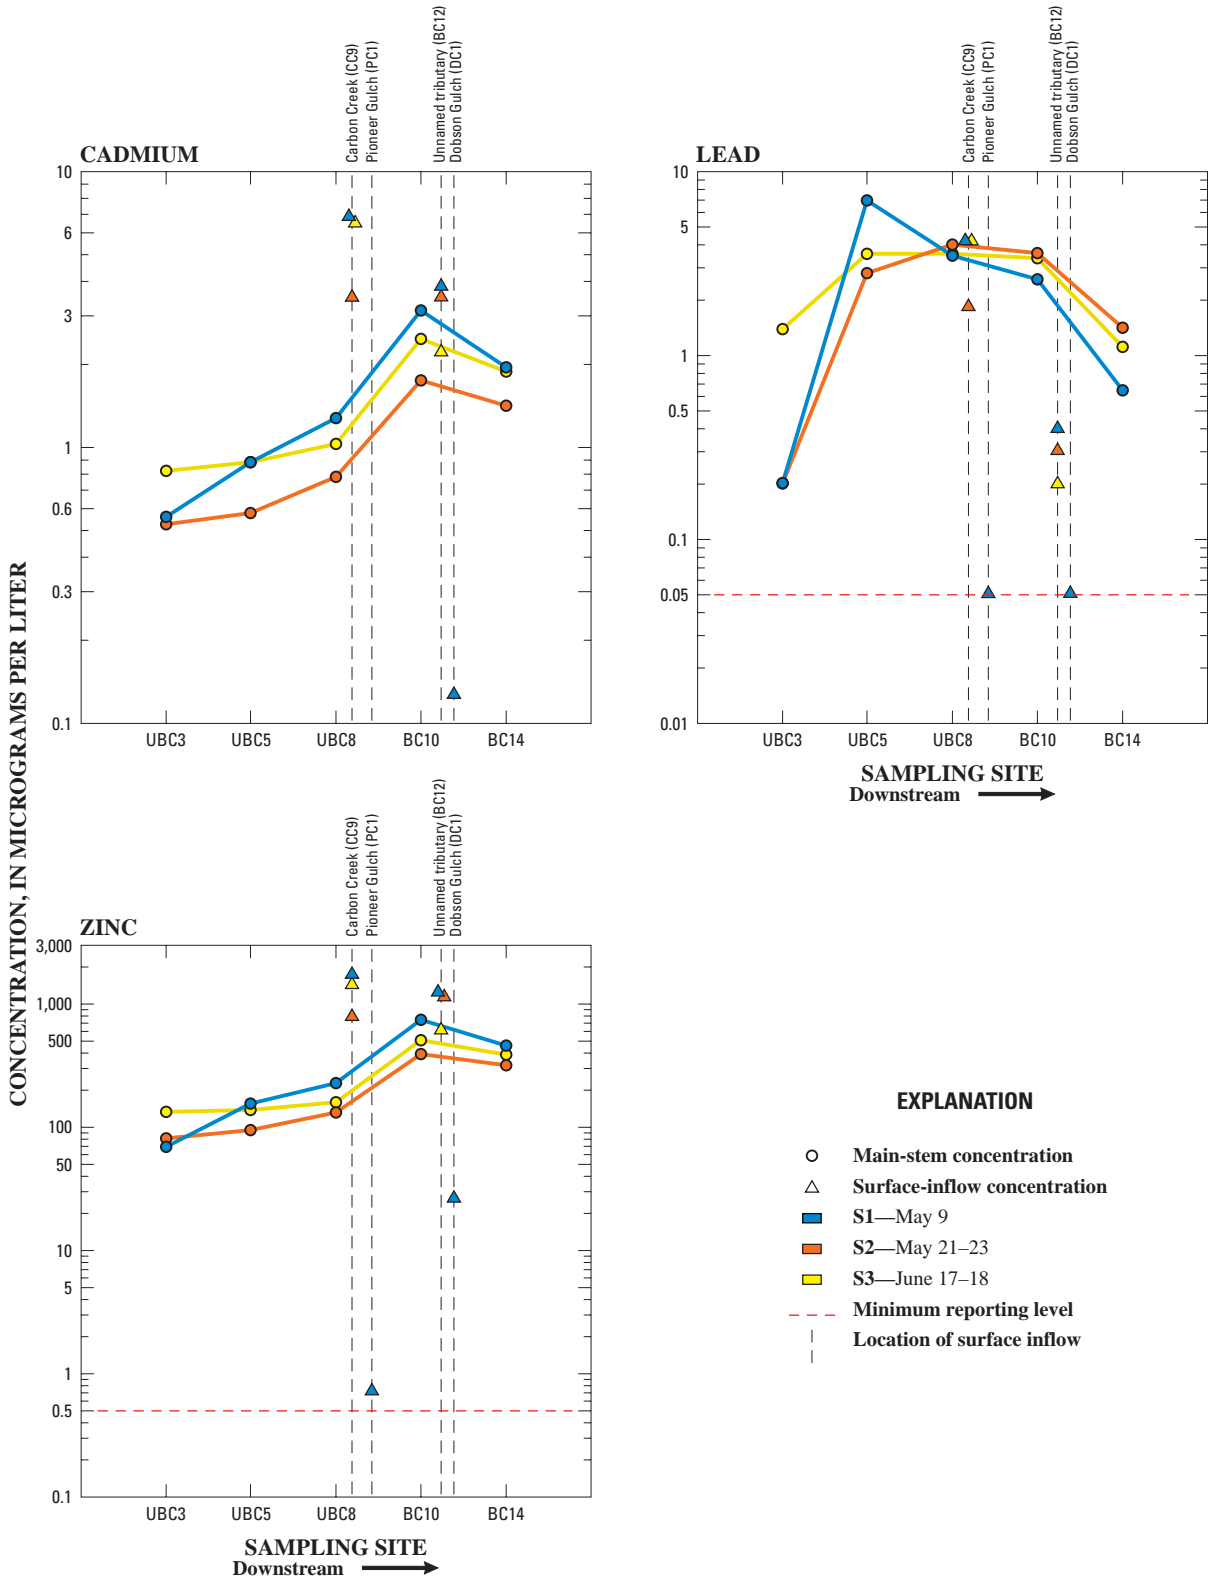 CONCENTRATION, IN MICROGRAMS PER LITER
CADMIUM
Carbon Creek (CC9)
Pioneer Gulch (PC1)
Unnamed tributary (BC12)
Dobson Gulch (DC1)
10
6
3
1
0.6
0.3
0.1
UBC3 UBC5 UBC8 BC10 BC14
LEAD
Carbon Creek (CC9)
Pioneer Gulch (PC1)
Unnamed tributary (BC12)
Dobson Gulch (DC1)
10
5
1
0.5
0.1
0.05
0.01
UBC3 UBC5 UBC8 BC10 BC14
SAMPLING SITE
Downstream
ZINC
Carbon Creek (CC9)
Pioneer Gulch (PC1)
Unnamed tributary (BC12)
Dobson Gulch (DC1)
3,000
1,000
500
100
50
10
5
1
0.5
0.1
UBC3 UBC5 UBC8 BC10 BC14
SAMPLING SITE
Downstream
EXPLANATION
Main-stem concentration
Surface-inflow concentration
S1—May 9
S2—May 21–23
S3—June 17–18
Minimum reporting level
Location of surface inflow